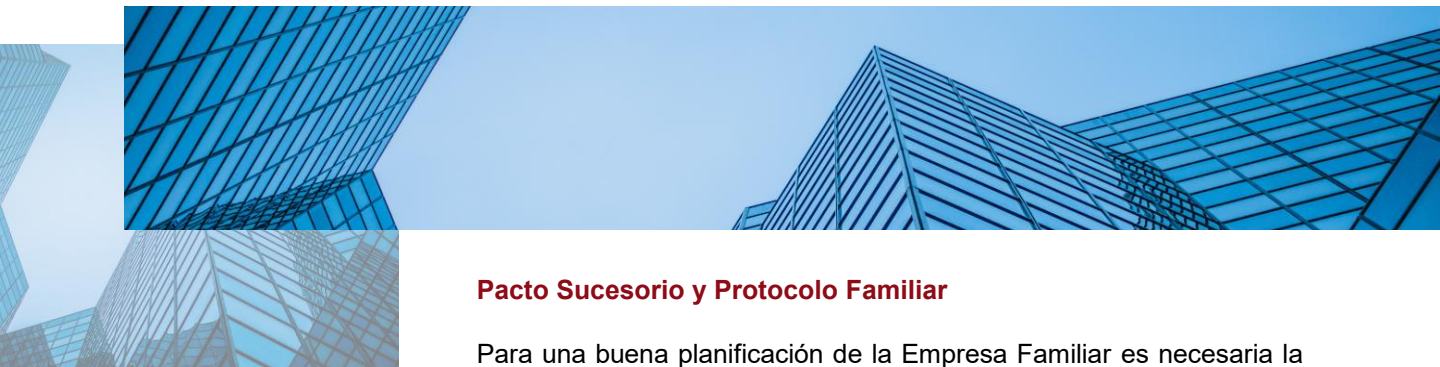 Pacto Sucesorio y Protocolo Familiar
Para una buena planificación de la Empresa Familiar es necesaria la